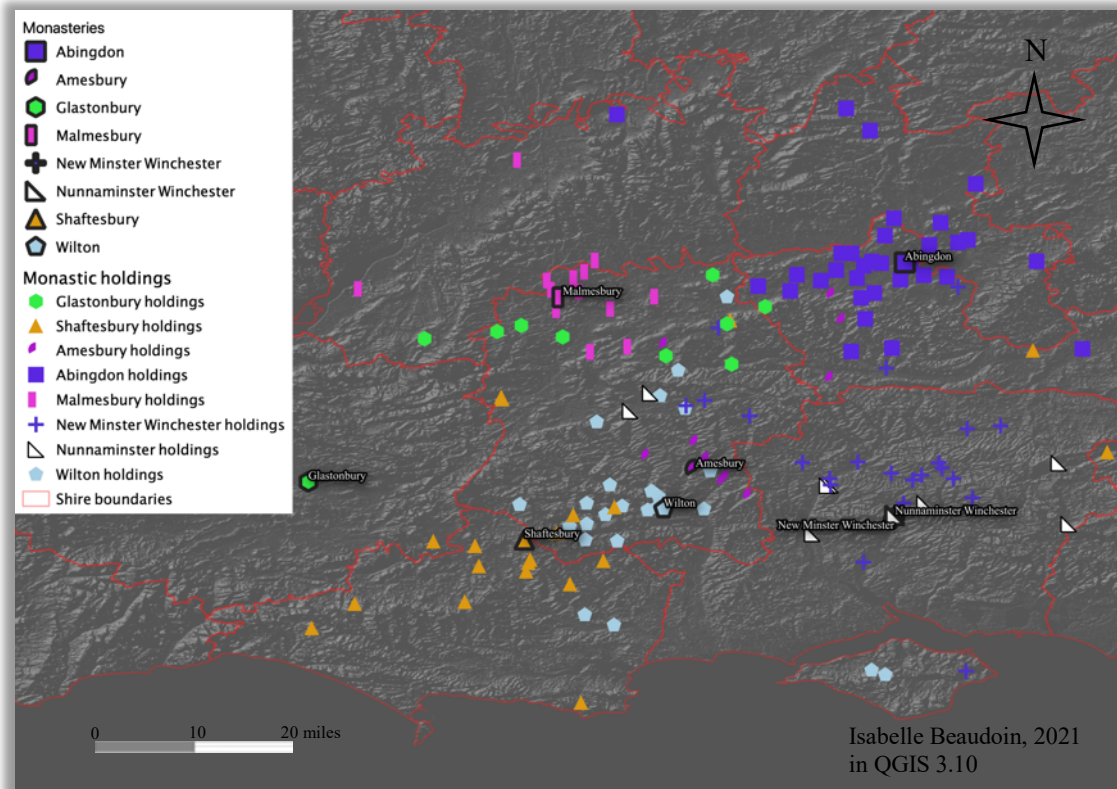 Monasteries
Abingdon
Amesbury
Glastonbury
Malmesbury
New Minster Winchester
Nunnaminster Winchester
Shaftesbury
Wilton
Monastic holdings
Glastonbury holdings
Shaftesbury holdings
Amesbury holdings
Abingdon holdings
Malmesbury holdings
New Minster Winchester holdings
Nunnaminster holdings
Wilton holdings
Shire boundaries
N
Abingdon
Malmesbury
Amesbury
Glastonbury
Wilton
Nunnaminster Winchester
New Minster Winchester
Shaftesbury
0 10 20 miles
Isabelle Beaudoin, 2021
in QGIS 3.10